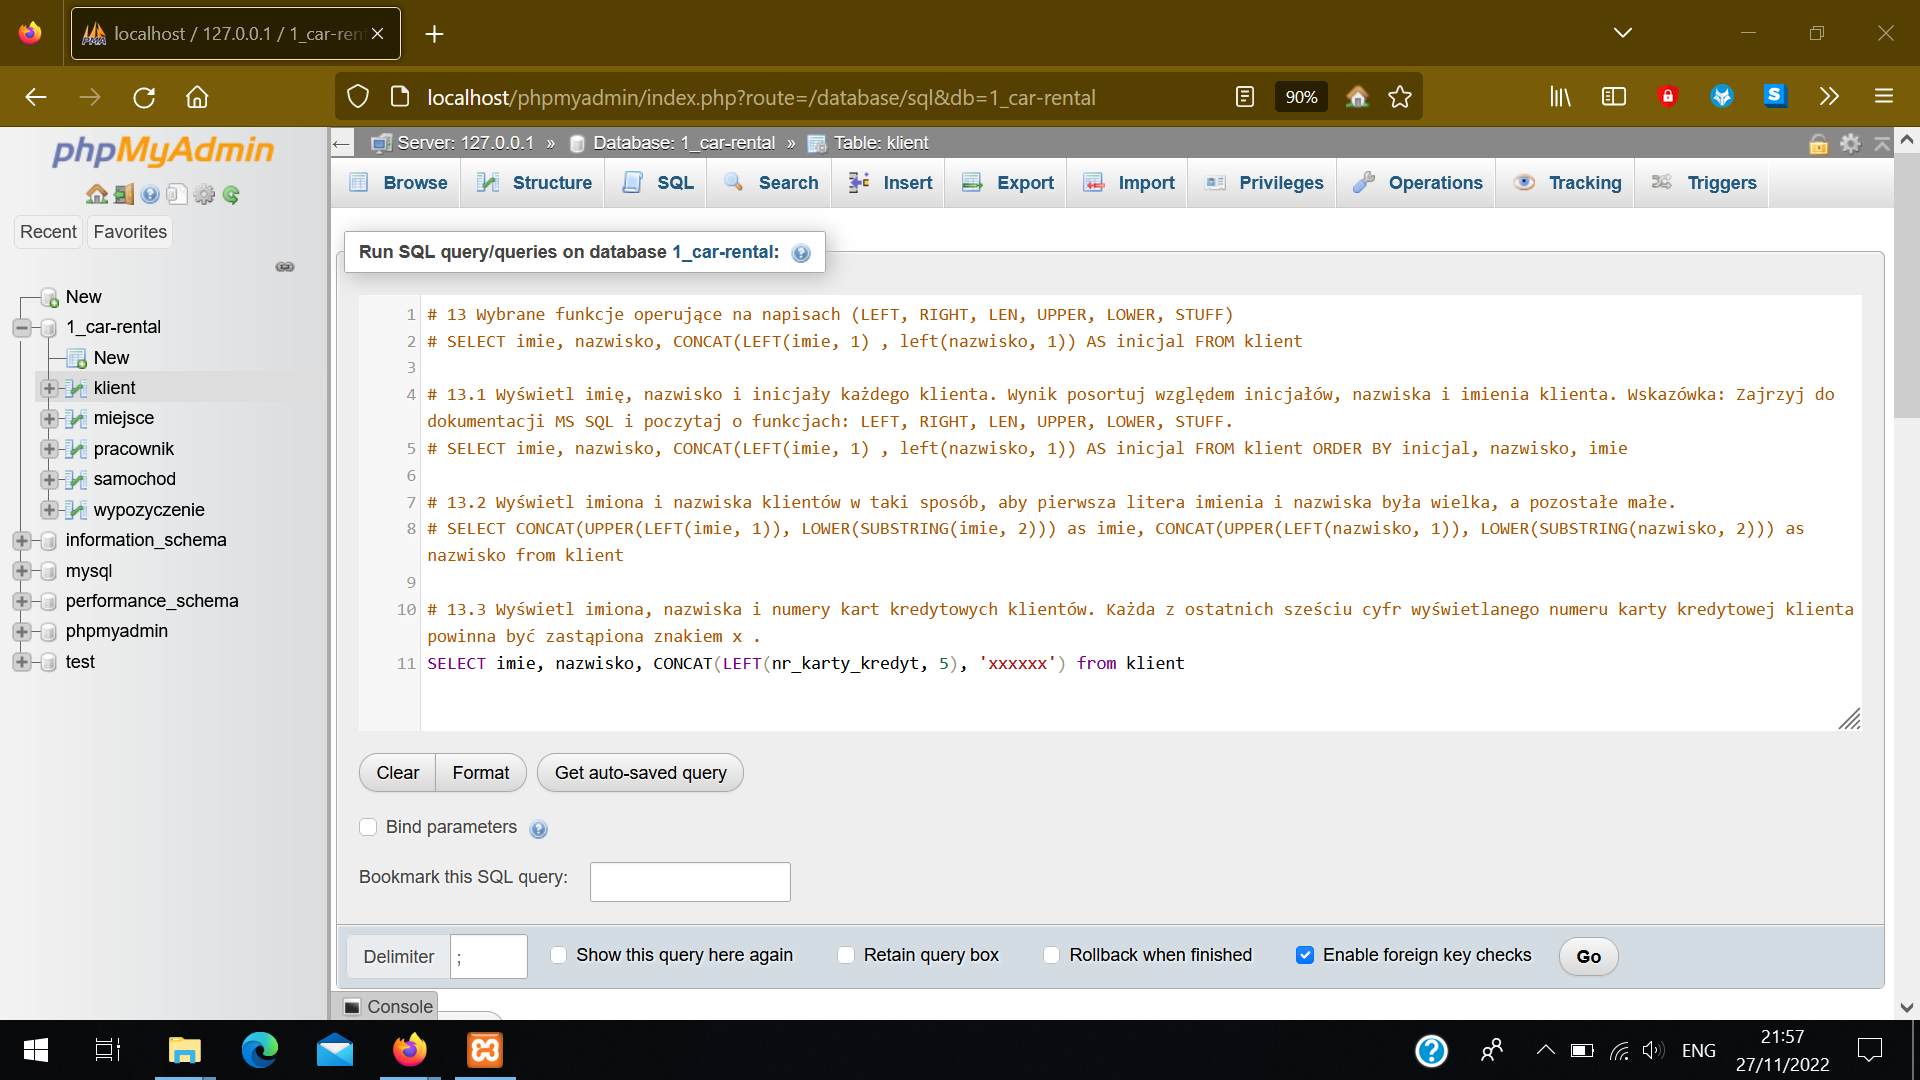 localhost / 127.0.0.1 / 1_car-ren
localhost/phpmyadmin/index.php?route=/database/sql&db=1_car-rental
90%
phpMyAdmin
Recent
Favorites
New
1_car-rental
New
klient
miejsce
pracownik
samochod
wypozyczenie
information_schema
mysql
performance_schema
phpmyadmin
test
Server: 127.0.0.1 » Database: 1_car-rental » Table: klient
Browse
Structure
SQL
Search
Insert
Export
Import
Privileges
Operations
Tracking
Triggers
Run SQL query/queries on database 1_car-rental:
1 # 13 Wybrane funkcje operujące na napisach (LEFT, RIGHT, LEN, UPPER, LOWER, STUFF)
2 # SELECT imie, nazwisko, CONCAT(LEFT(imie, 1) , left(nazwisko, 1)) AS inicjal FROM klient
3
4 # 13.1 Wyświetl imię, nazwisko i inicjały każdego klienta. Wynik posortuj względem inicjałów, nazwiska i imienia klienta. Wskazówka: Zajrzyj do
dokumentacji MS SQL i poczytaj o funkcjach: LEFT, RIGHT, LEN, UPPER, LOWER, STUFF.
5 # SELECT imie, nazwisko, CONCAT(LEFT(imie, 1) , left(nazwisko, 1)) AS inicjal FROM klient ORDER BY inicjal, nazwisko, imie
6
7 # 13.2 Wyświetl imiona i nazwiska klientów w taki sposób, aby pierwsza litera imienia i nazwiska była wielka, a pozostałe małe.
8 # SELECT CONCAT(UPPER(LEFT(imie, 1)), LOWER(SUBSTRING(imie, 2))) as imie, CONCAT(UPPER(LEFT(nazwisko, 1)), LOWER(SUBSTRING(nazwisko, 2))) as
nazwisko from klient
9
10 # 13.3 Wyświetl imiona, nazwiska i numery kart kredytowych klientów. Każda z ostatnich sześciu cyfr wyświetlanego numeru karty kredytowej klienta
powinna być zastąpiona znakiem x .
11 SELECT imie, nazwisko, CONCAT(LEFT(nr_karty_kredyt, 5), 'xxxxxx') from klient
Clear
Format
Get auto-saved query
Bind parameters
Bookmark this SQL query:
Delimiter ;
Show this query here again
Retain query box
Rollback when finished
Enable foreign key checks
Go
Console
ENG
21:57
27/11/2022